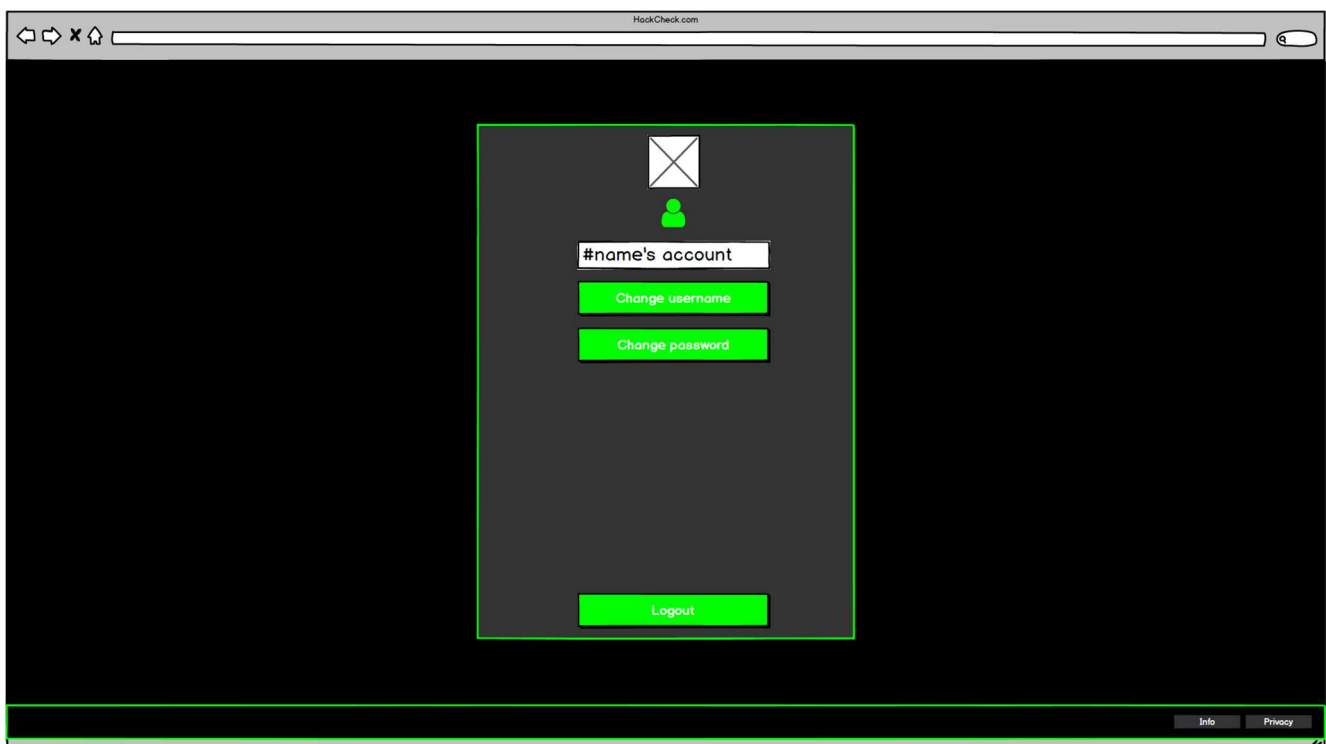 HackCheck.com
#name's account
Change username
Change password
Logout
Info
Privacy